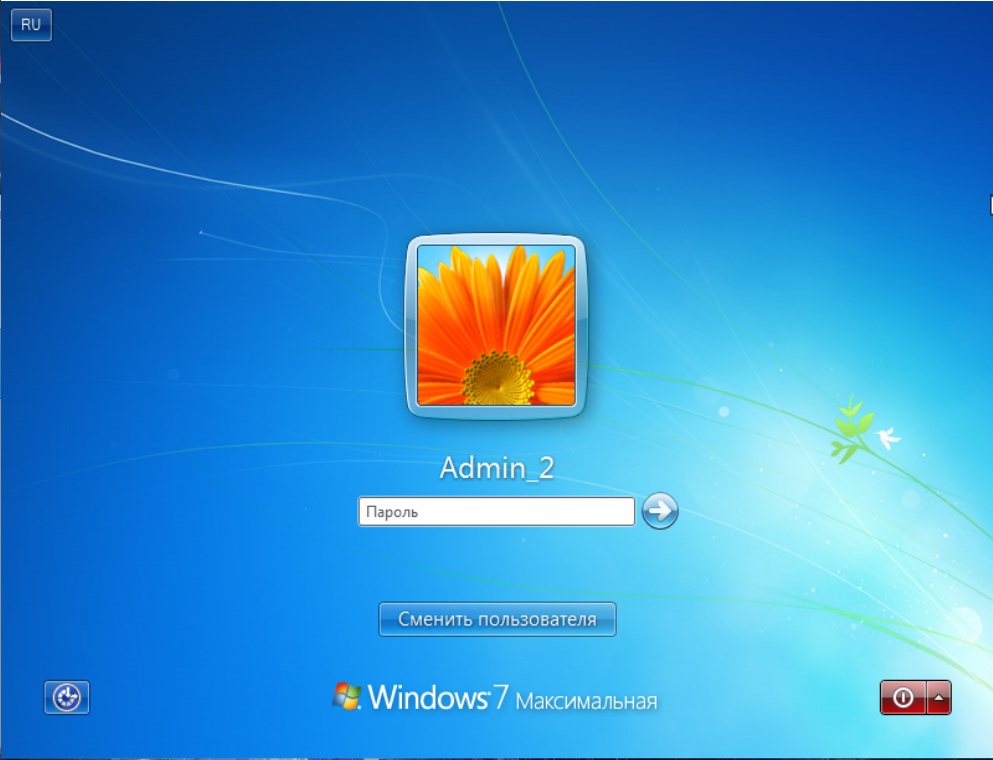 RU
Admin_2
Пароль
Сменить пользователя
Windows 7 Максимальная